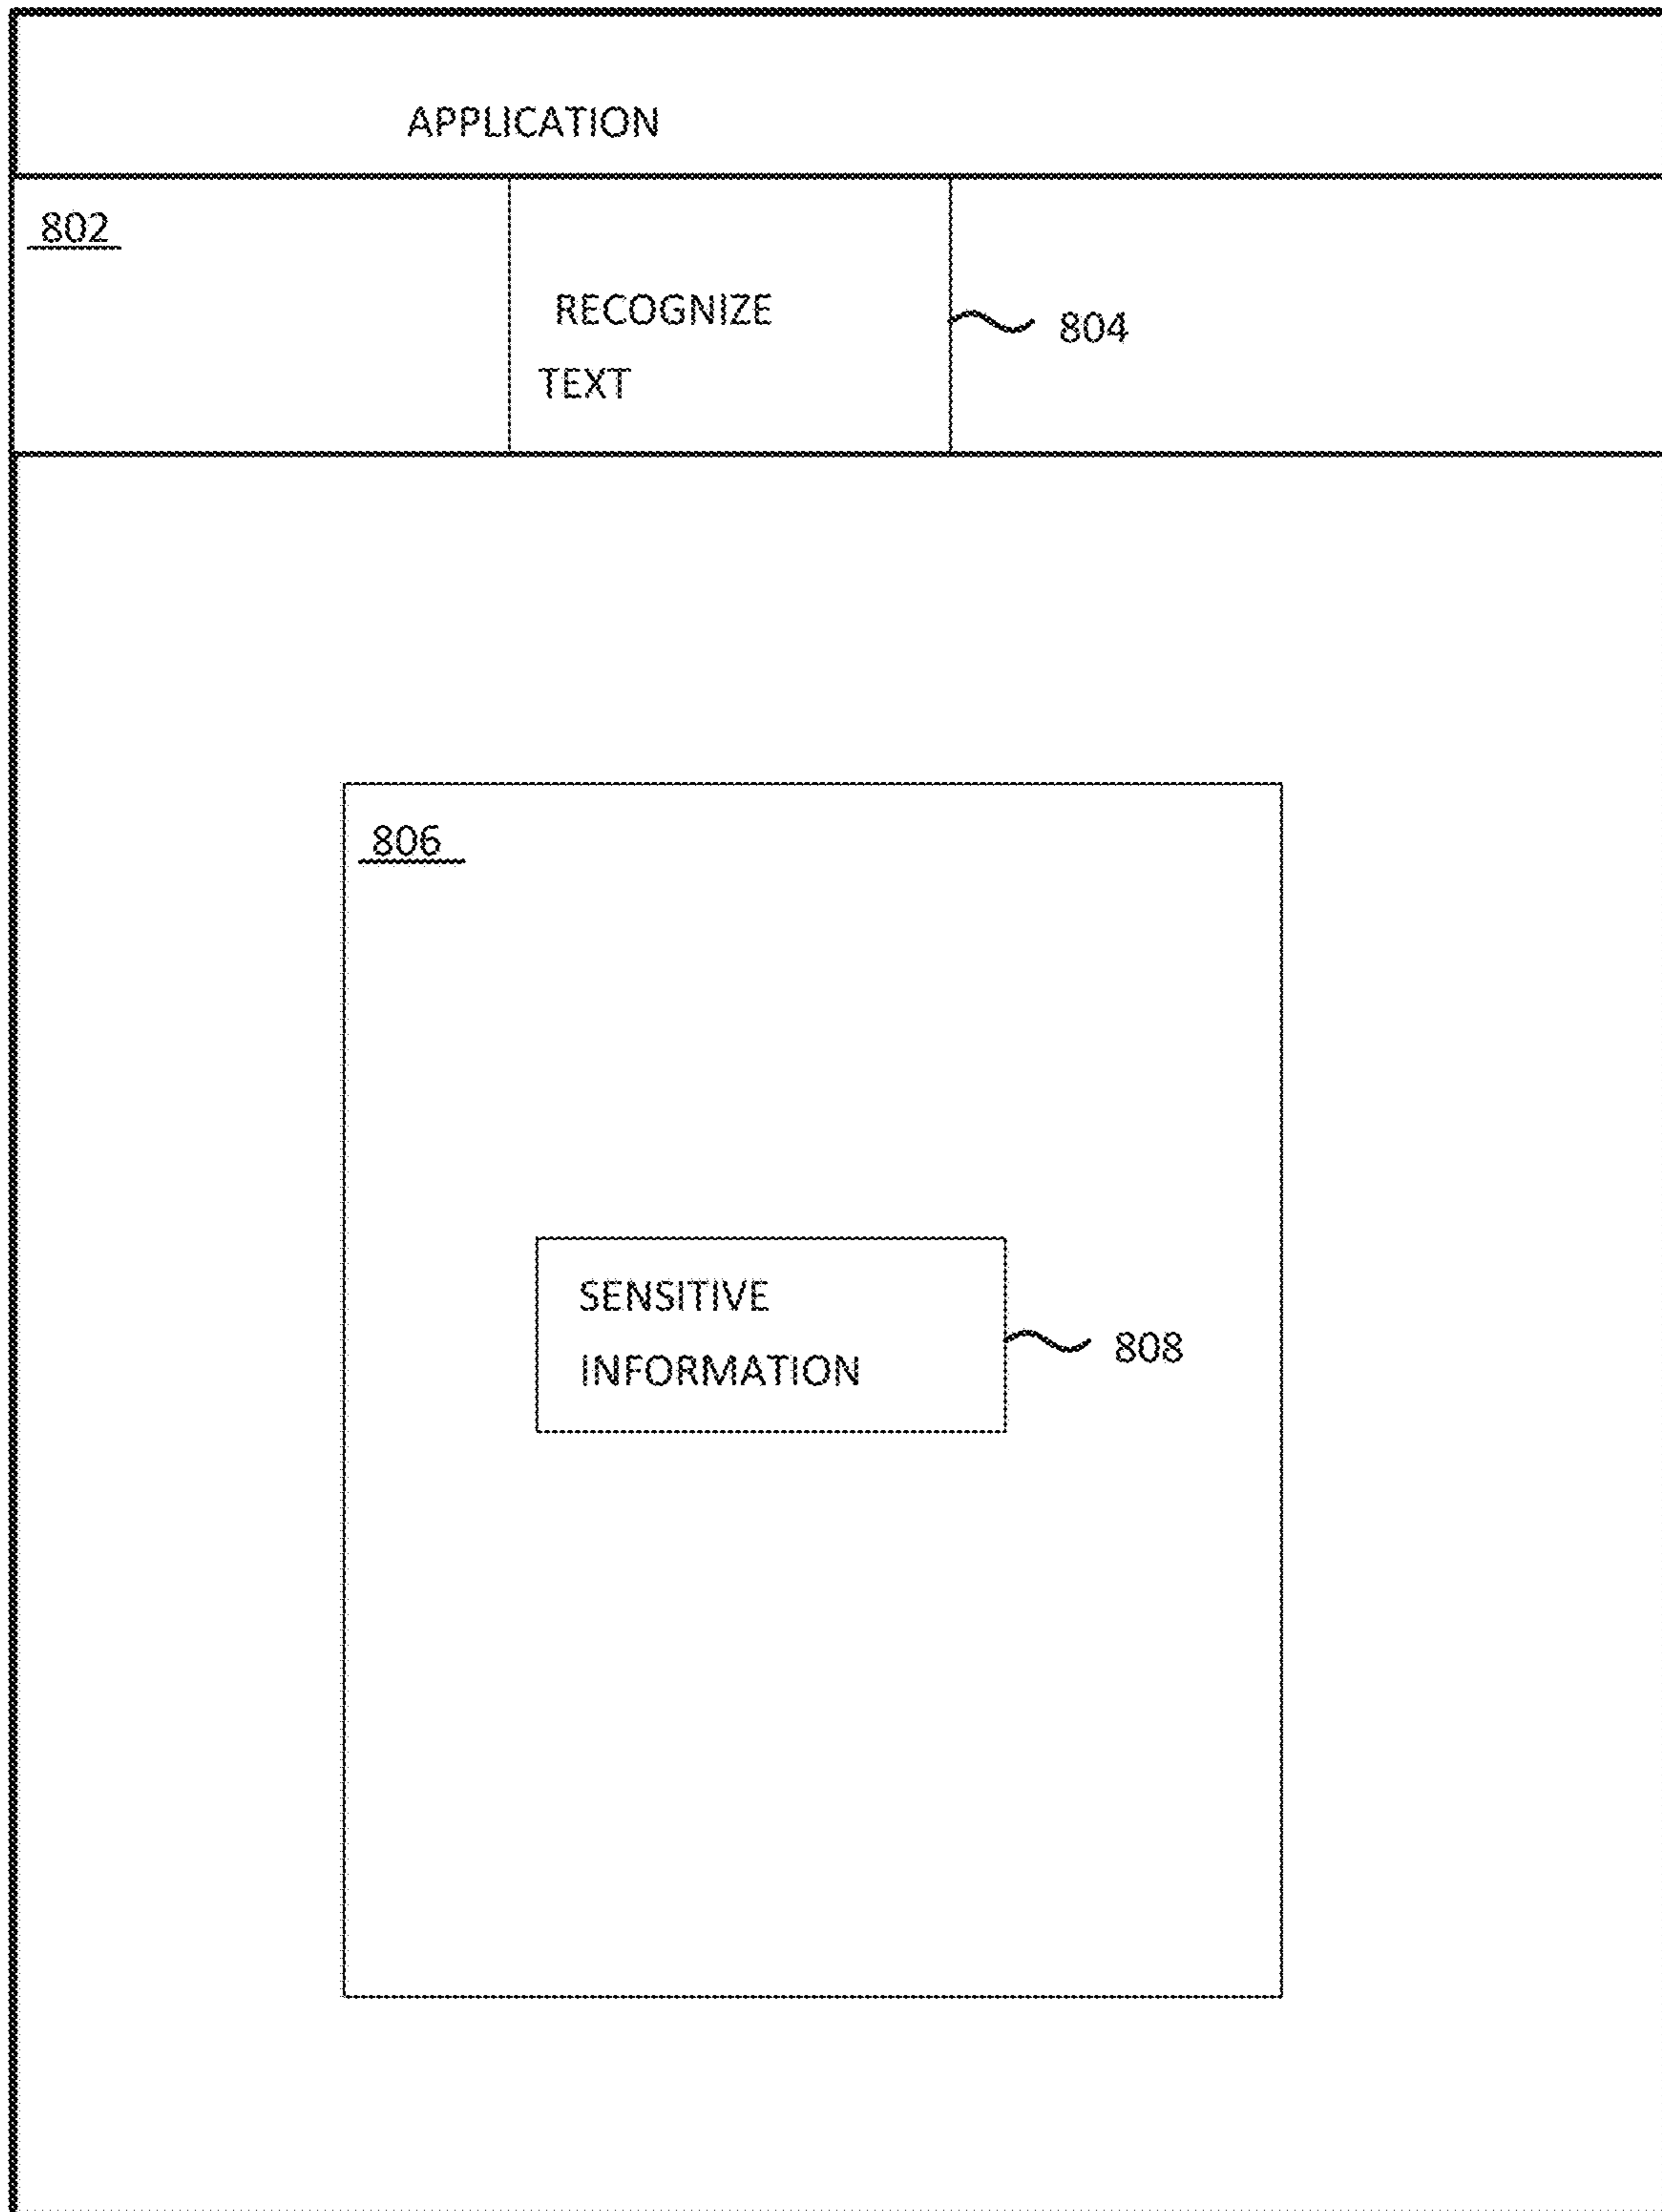 APPLICATION
802
RECOGNIZE
TEXT
804
806
SENSITIVE
INFORMATION
808